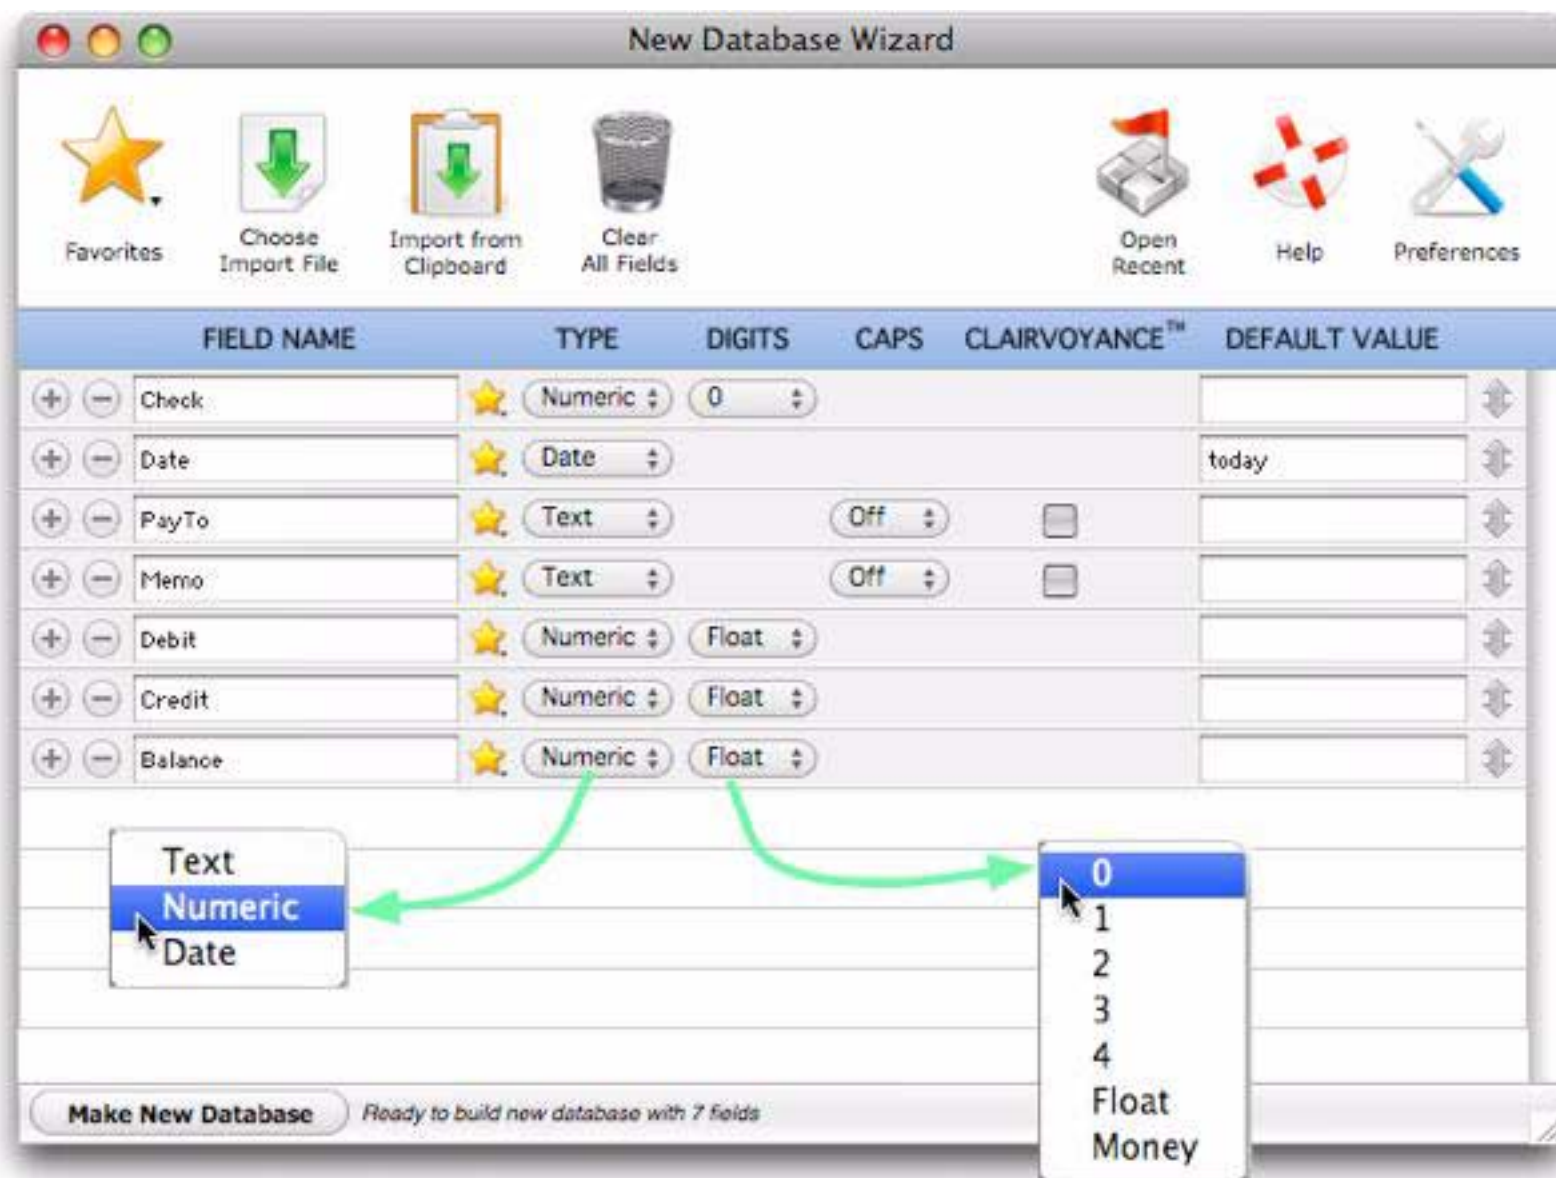 New Database Wizard
Favorites
Choose
Import File
Import from
Clipboard
Clear
All Fields
Open
Recent
Help
Preferences
FIELD NAME TYPE DIGITS CAPS CLAIRVOYANCE™ DEFAULT VALUE
Check Numeric 0
Date Date today
PayTo Text Off
Memo Text Off
Debit Numeric Float
Credit Numeric Float
Balance Numeric Float
Text
Numeric
Date
0
1
2
3
4
Float
Money
Make New Database Ready to build new database with 7 fields